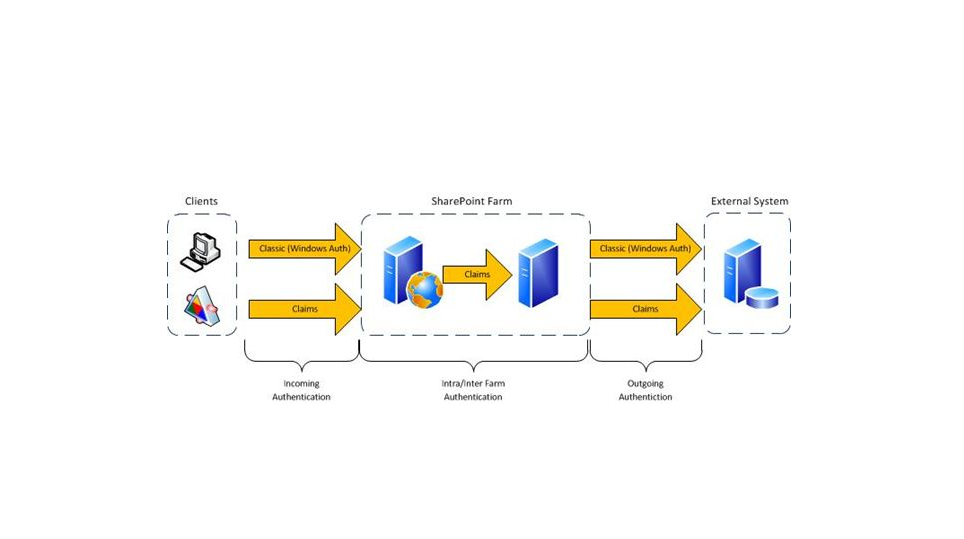 Clients
SharePoint Farm
External System
Classic (Windows Auth)
Claims
Claims
Classic (Windows Auth)
Claims
Incoming
Authentication
Intra/Inter Farm
Authentication
Outgoing
Authentiction